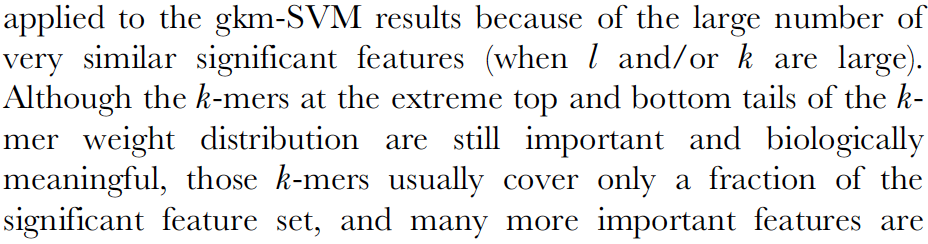 applied to the gkm-SVM results because of the large number of
very similar significant features (when l and/or k are large).
Although the k-mers at the extreme top and bottom tails of the k-
mer weight distribution are still important and biologically
meaningful, those k-mers usually cover only a fraction of the
significant feature set, and many more important features are